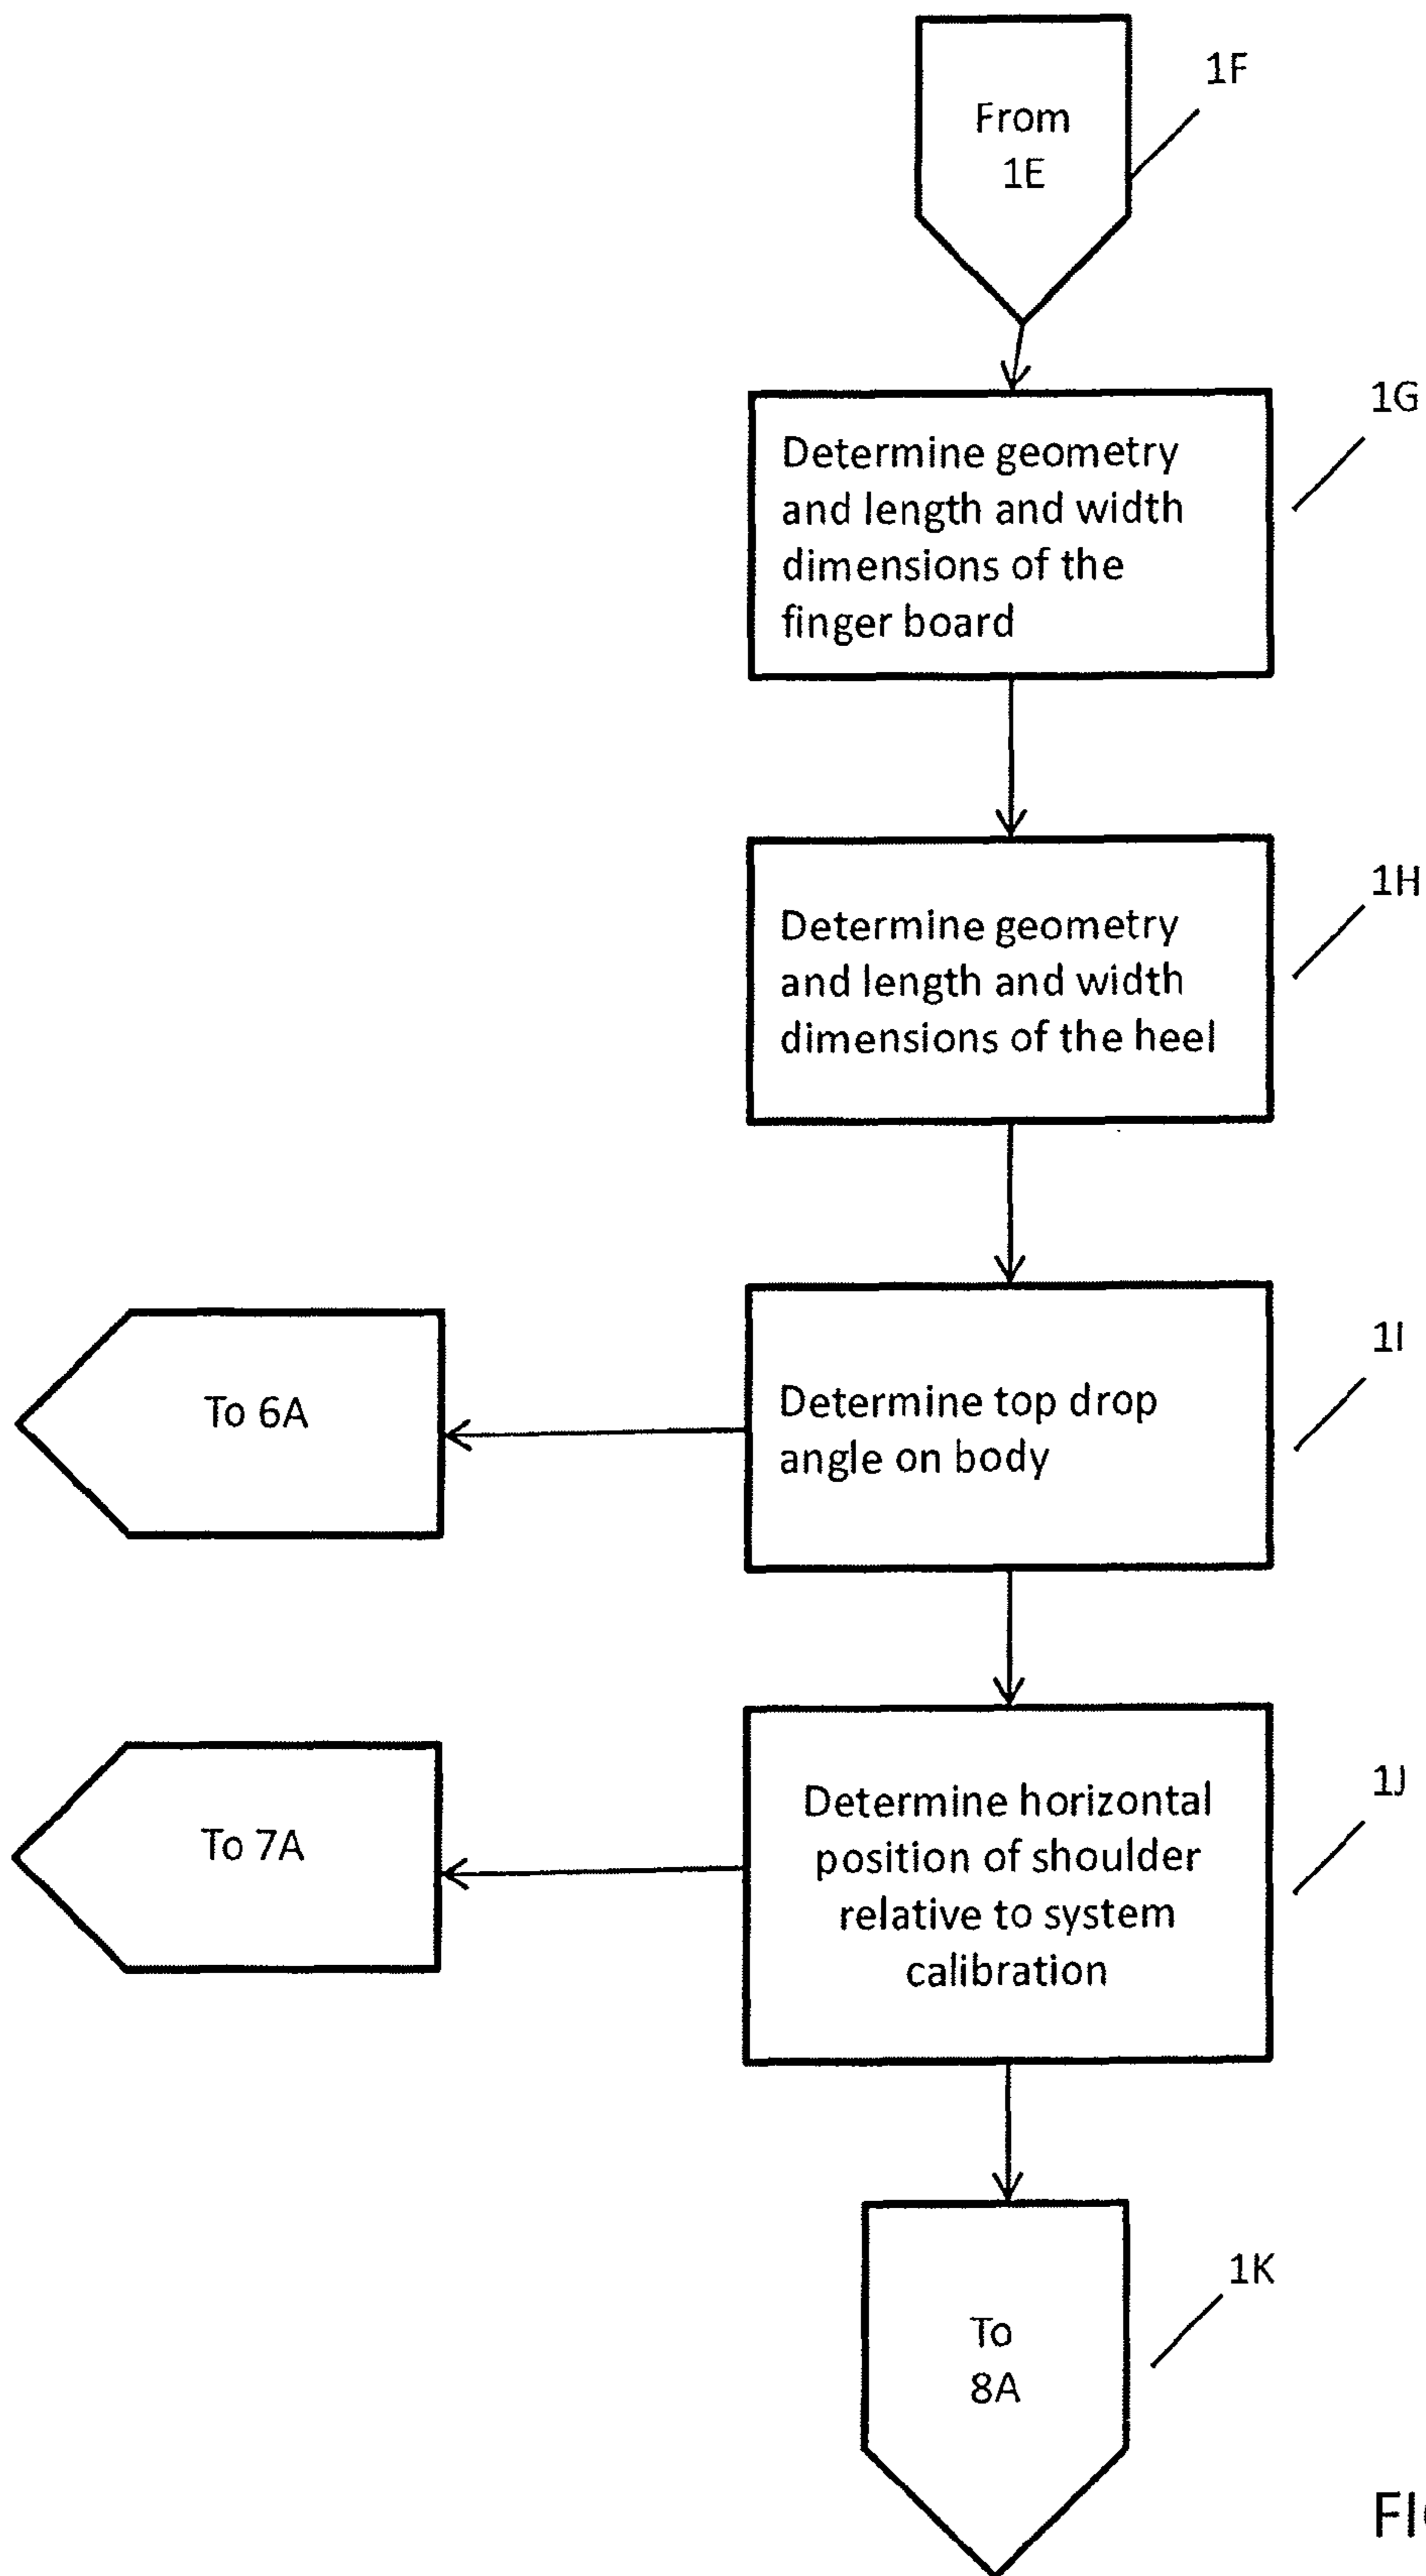 From
1E
1F
Determine geometry
and length and width
dimensions of the
finger board
1G
Determine geometry
and length and width
dimensions of the heel
1H
Determine top drop
angle on body
1I
To 6A
Determine horizontal
position of shoulder
relative to system
calibration
1J
To 7A
To
8A
1K